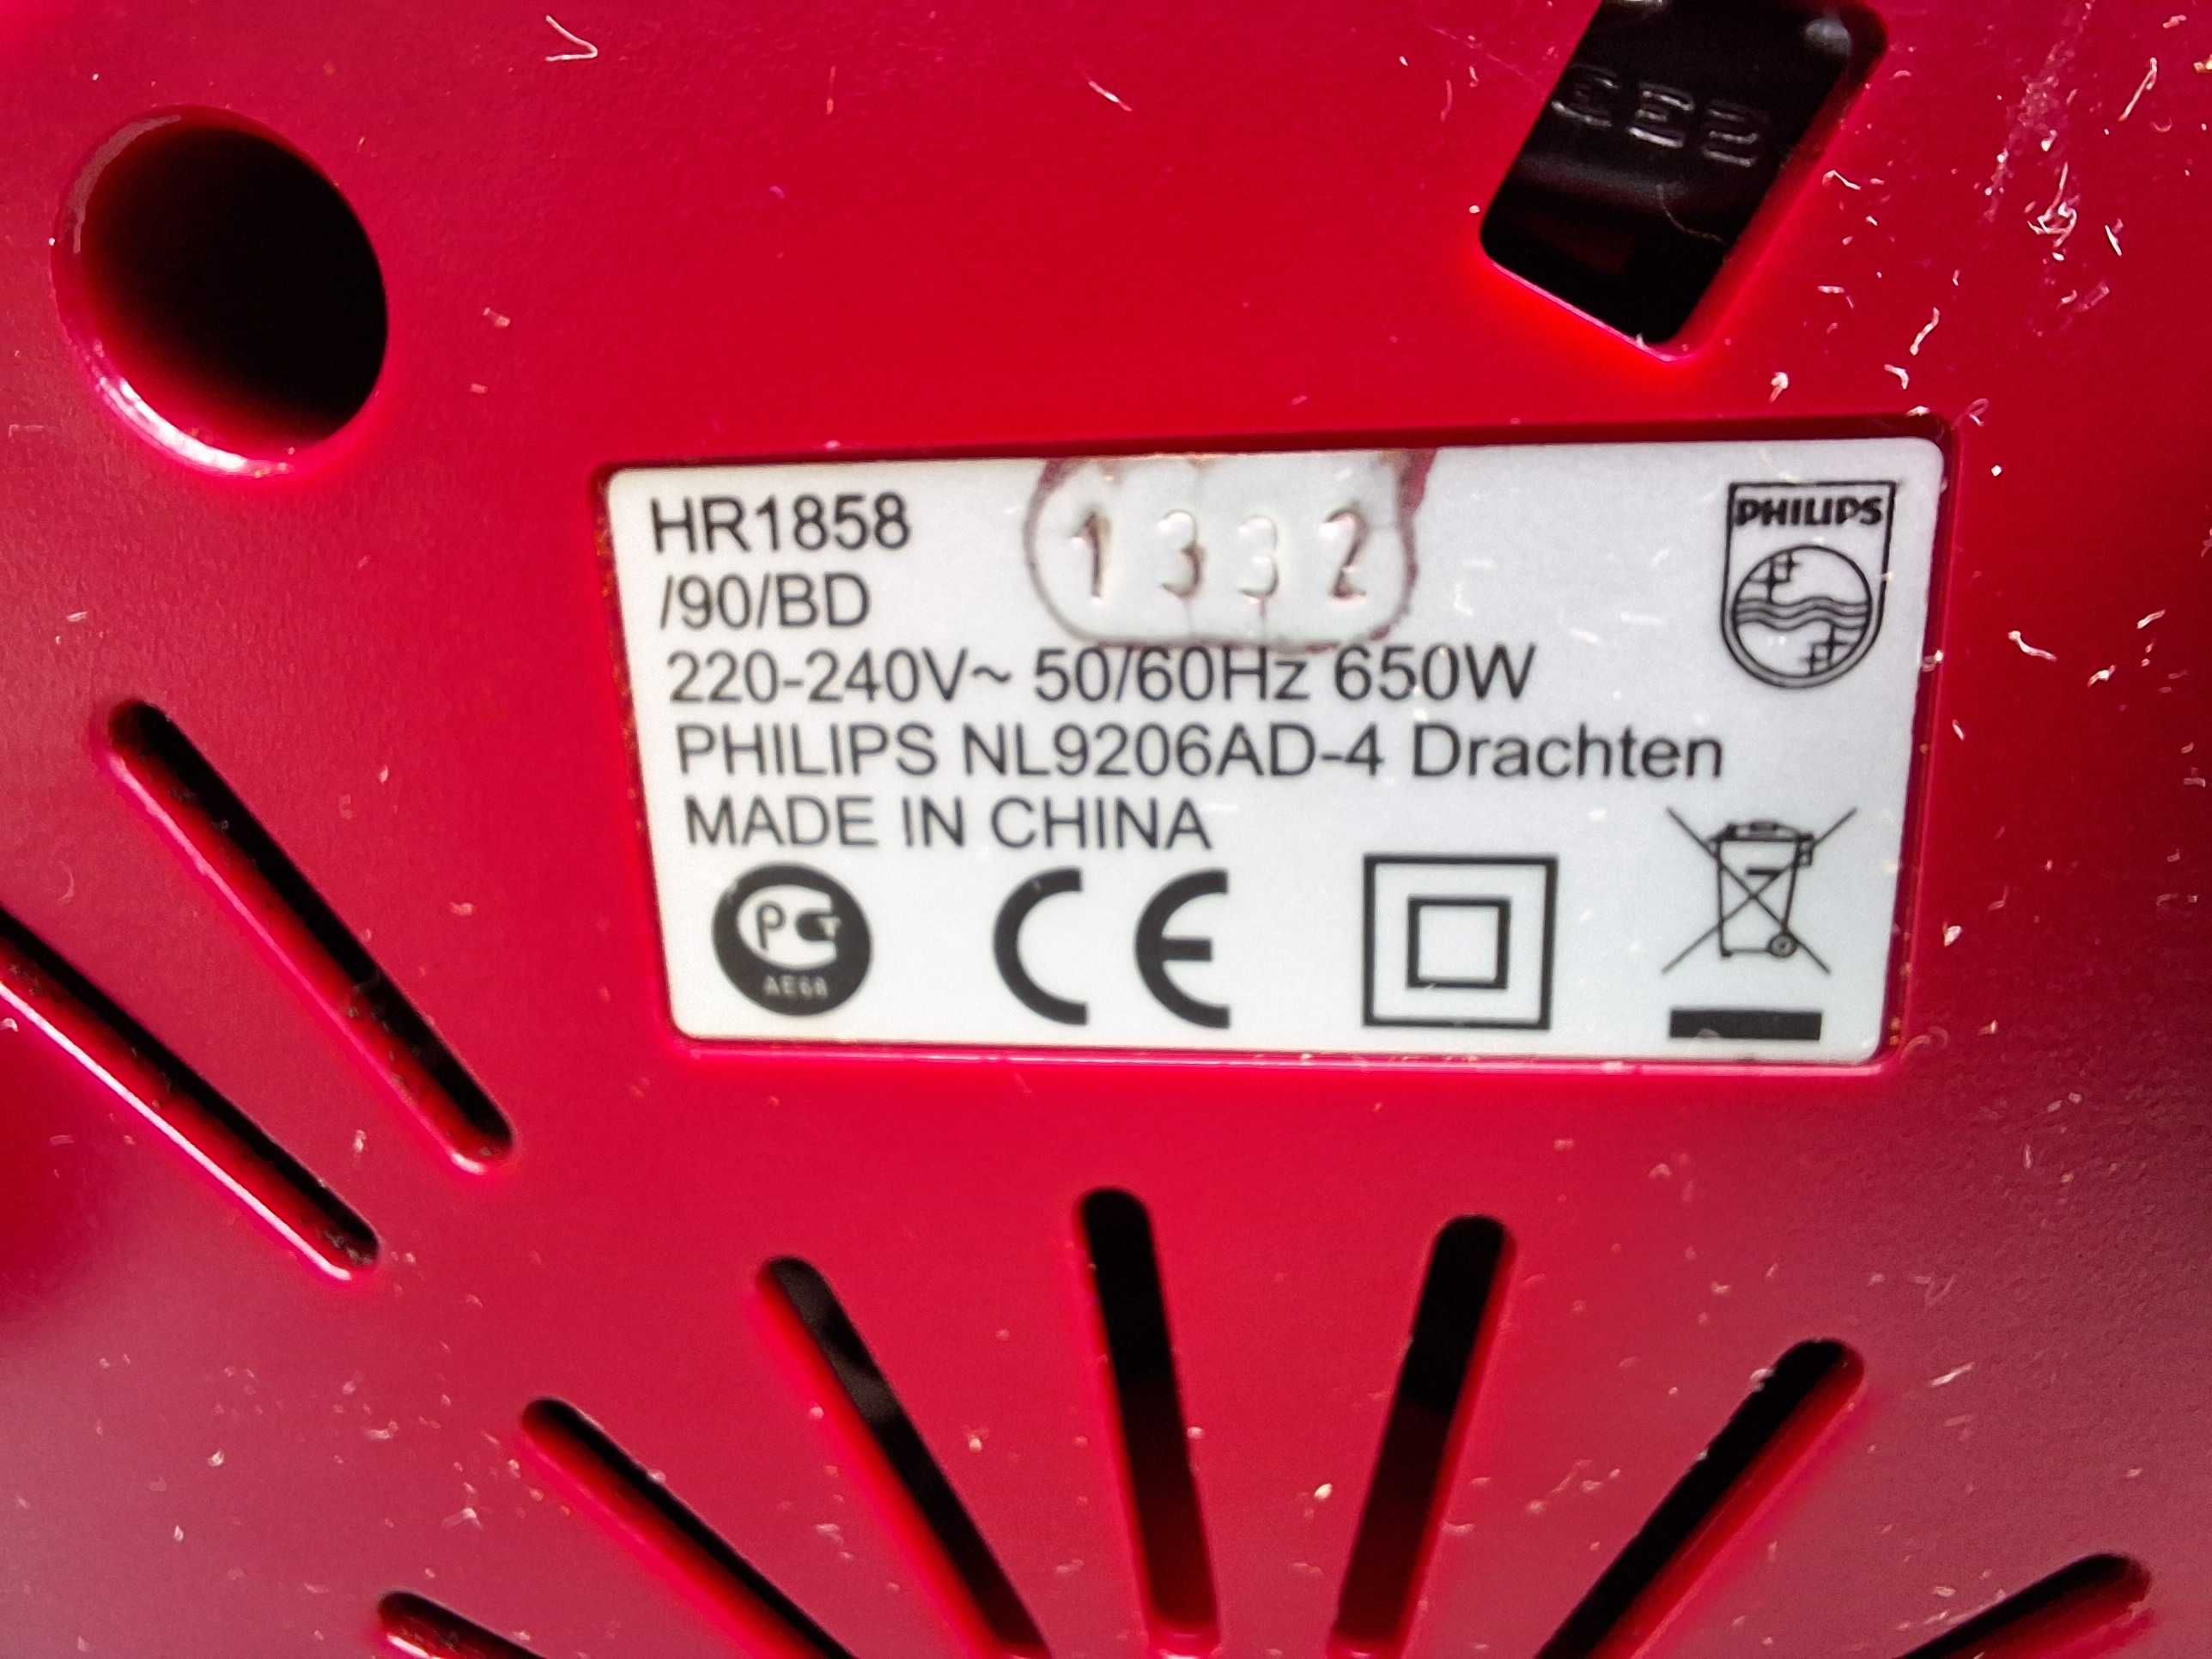 HR1858
1332
PHILIPS
/90/BD
220-240V~ 50/60Hz 650W
PHILIPS NL9206AD-4 Drachten
MADE IN CHINA
РСТ
AE68
CE